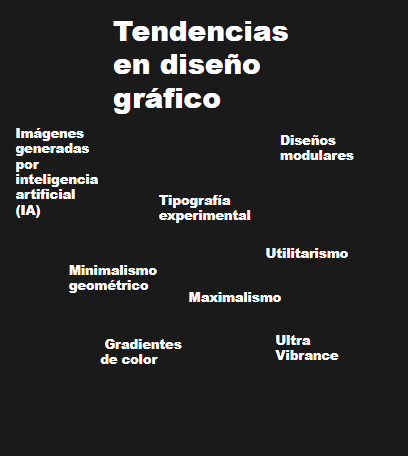 Tendencias
en diseño
gráfico
Imágenes
generadas
por
inteligencia
artificial
(IA)
Diseños
modulares
Tipografía
experimental
Utilitarismo
Minimalismo
geométrico
Maximalismo
Gradientes
de color
Ultra
Vibrance